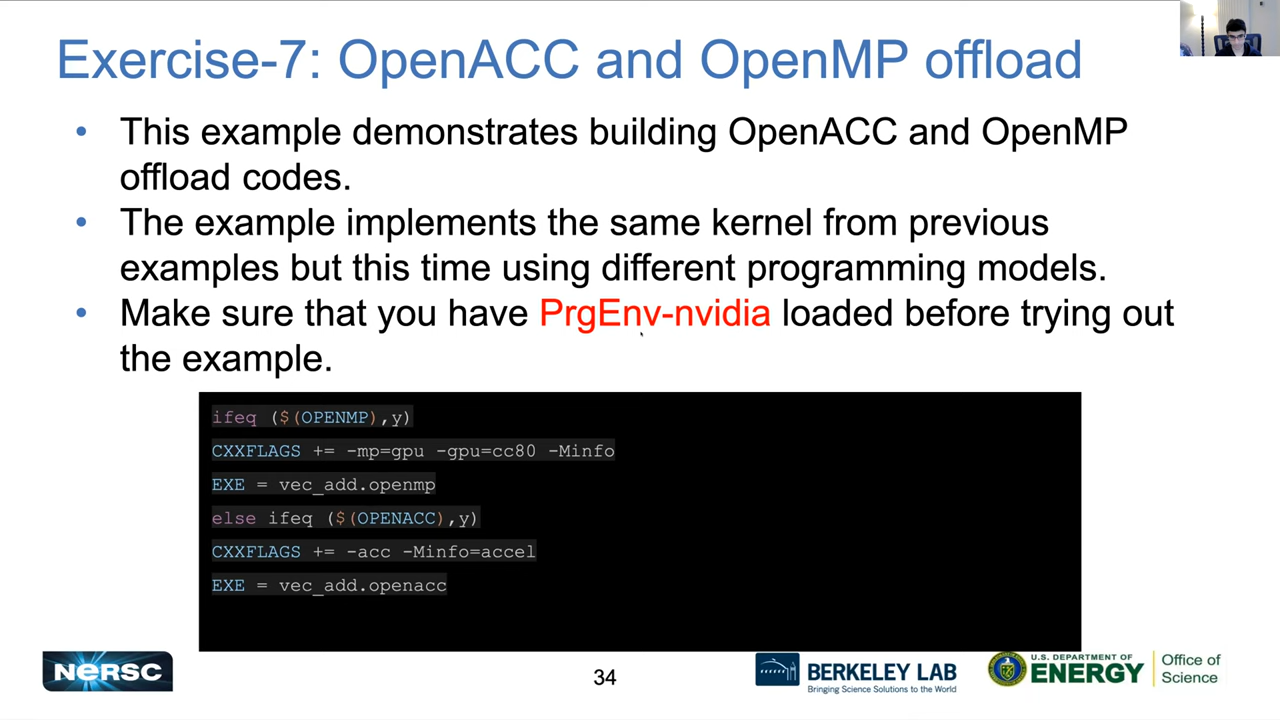 Exercise-7: OpenACC and OpenMP offload
• This example demonstrates building OpenACC and OpenMP
offload codes.
• The example implements the same kernel from previous
examples but this time using different programming models.
• Make sure that you have PrgEnv-nvidia loaded before trying out
the example.
ifeq ($(OPENMP),y)
CXXFLAGS += -mp=gpu -gpu=cc80 -Minfo
EXE = vec_add.openmp
else ifeq ($(OPENACC),y)
CXXFLAGS += -acc -Minfo=accel
EXE = vec_add.openacc
NERSC
34
BERKELEY LAB
Bringing Science Solutions to the World
U.S. DEPARTMENT OF
ENERGY
Office of
Science